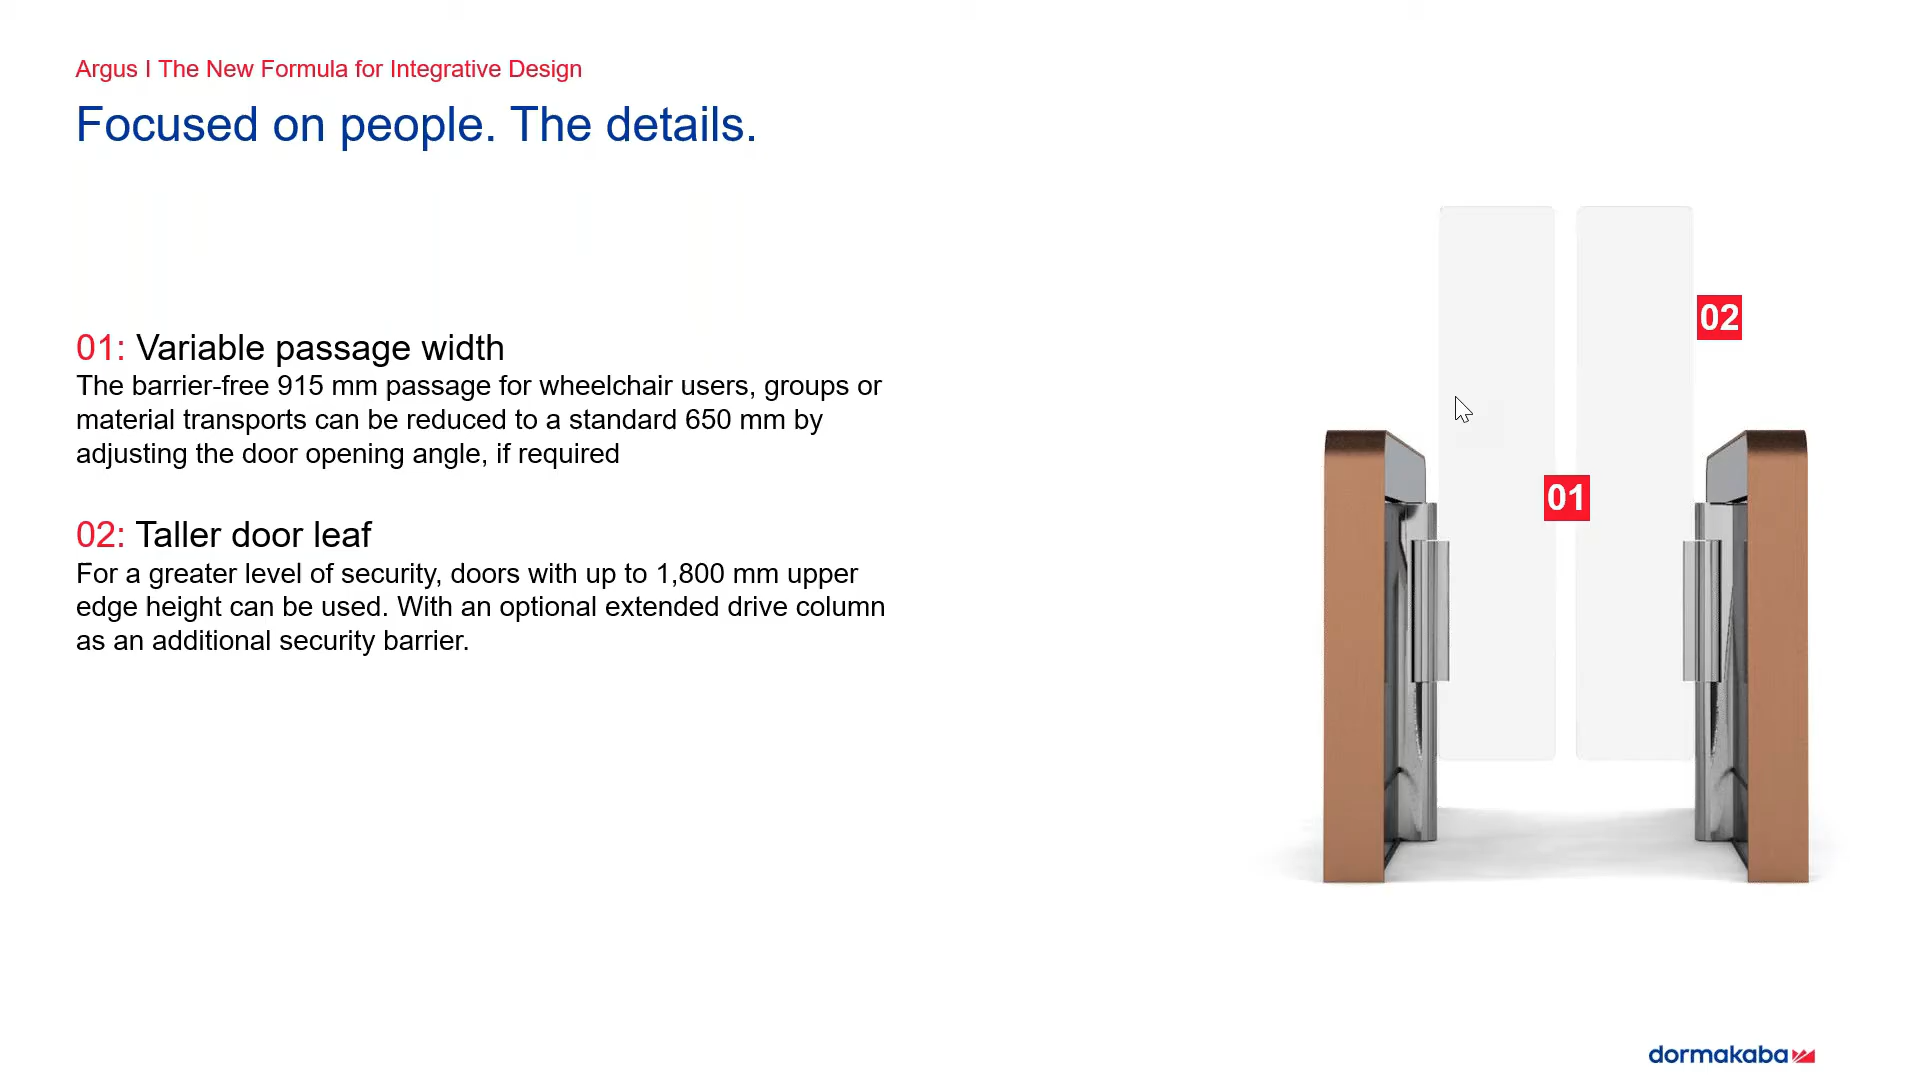 Argus I The New Formula for Integrative Design
Focused on people. The details.
01: Variable passage width
The barrier-free 915 mm passage for wheelchair users, groups or
material transports can be reduced to a standard 650 mm by
adjusting the door opening angle, if required
02: Taller door leaf
For a greater level of security, doors with up to 1,800 mm upper
edge height can be used. With an optional extended drive column
as an additional security barrier.
02
01
dormakaba